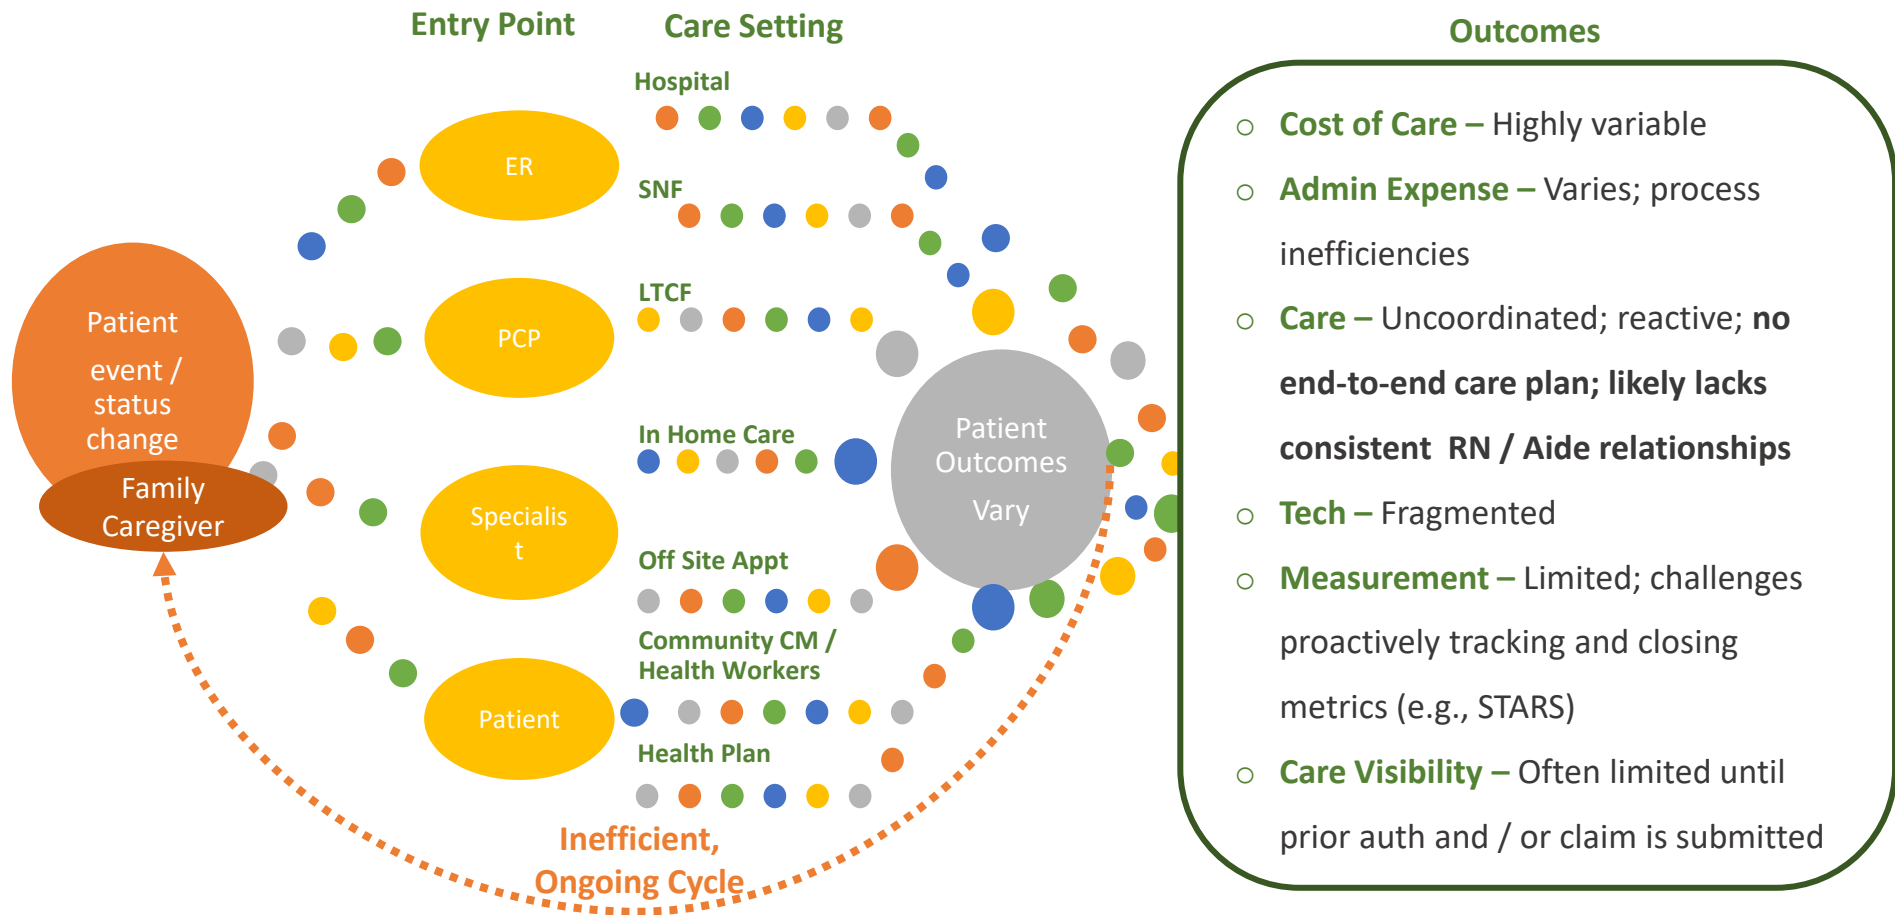 Entry Point
Care Setting
Outcomes
Patient
event /
status
change
Family
Caregiver
ER
PCP
Specialis
t
Patient
Hospital
SNF
LTCF
In Home Care
Off Site Appt
Community CM /
Health Workers
Health Plan
Patient
Outcomes
Vary
Inefficient,
Ongoing Cycle
○ Cost of Care – Highly variable
○ Admin Expense – Varies; process
inefficiencies
○ Care – Uncoordinated; reactive; no
end-to-end care plan; likely lacks
consistent RN / Aide relationships
○ Tech – Fragmented
○ Measurement – Limited; challenges
proactively tracking and closing
metrics (e.g., STARS)
○ Care Visibility – Often limited until
prior auth and / or claim is submitted